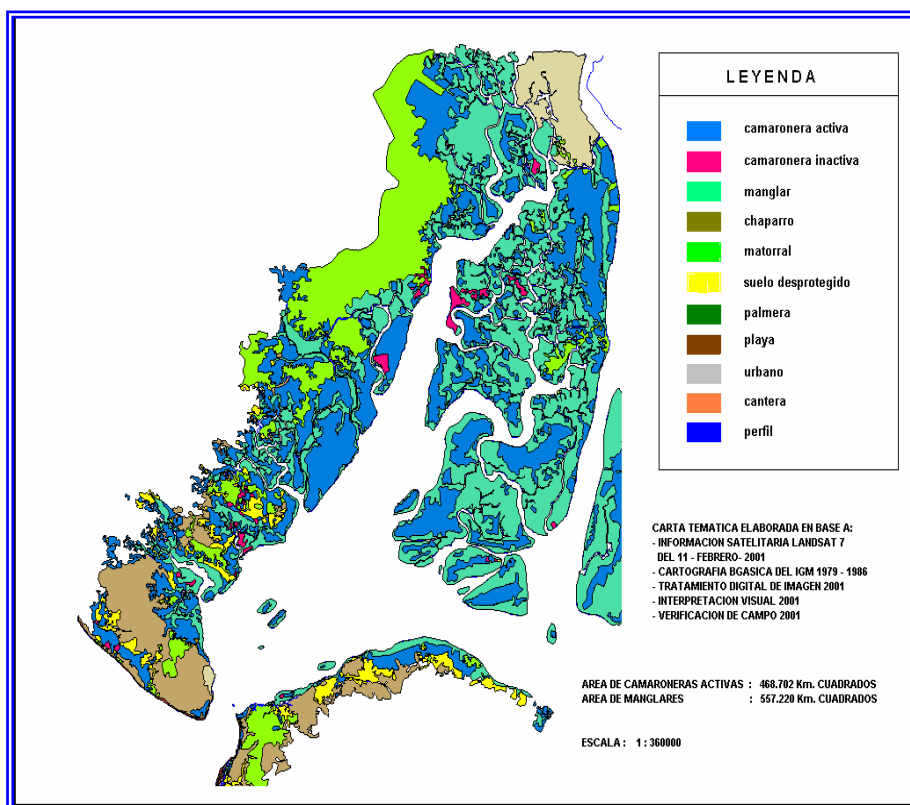 LEYENDA
camaronera activa
camaronera inactiva
manglar
chaparro
matorral
suelo desprotegido
palmera
playa
urbano
cantera
perfil
CARTA TEMATICA ELABORADA EN BASE A:
- INFORMACION SATELITARIA LANDSAT 7
DEL 11 - FEBRERO- 2001
- CARTOGRAFIA BGASICA DEL IGM 1979 - 1986
- TRATAMIENTO DIGITAL DE IMAGEN 2001
- INTERPRETACION VISUAL 2001
- VERIFICACION DE CAMPO 2001
AREA DE CAMARONERAS ACTIVAS : 468.702 Km. CUADRADOS
AREA DE MANGLARES : 557.220 Km. CUADRADOS
ESCALA : 1 : 360000